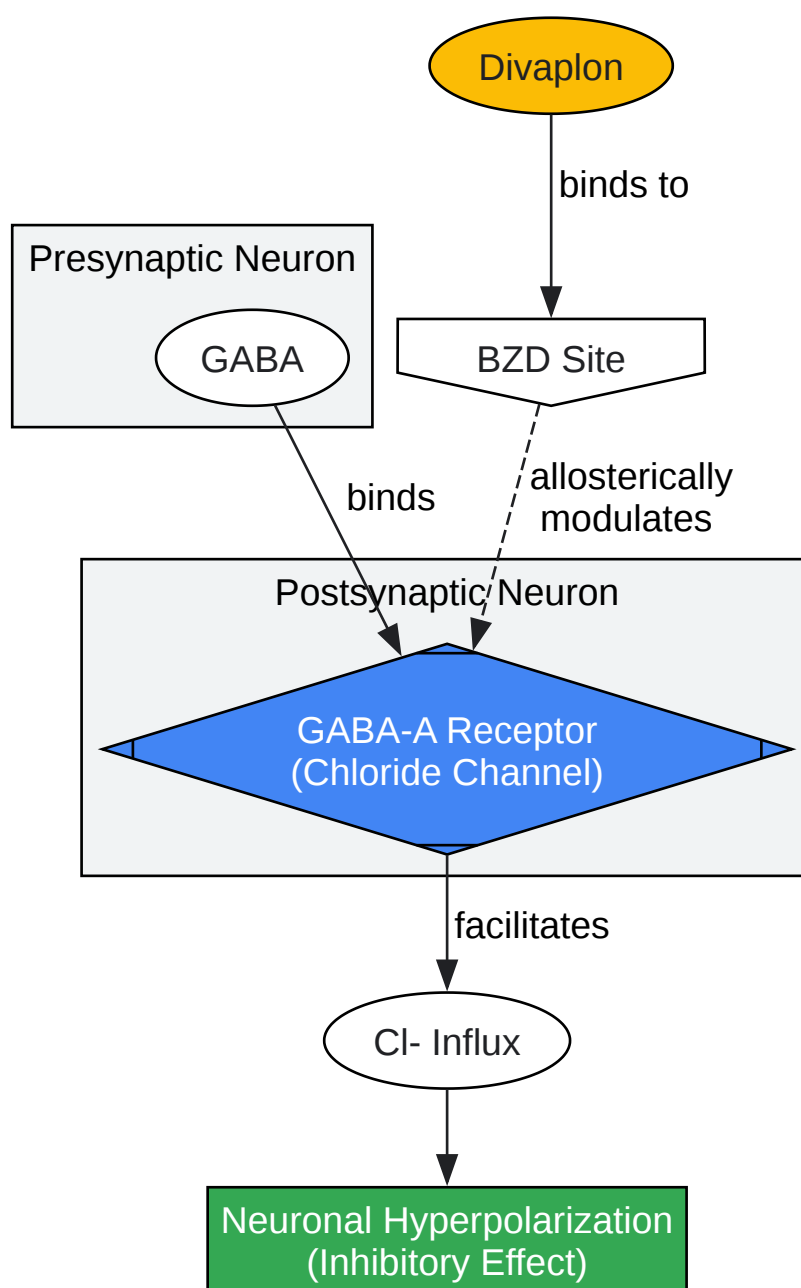 Divaplon
binds to
Presynaptic Neuron
GABA
BZD Site
binds
allosterically
modulates
Postsynaptic Neuron
GABA-A Receptor
(Chloride Channel)
facilitates
Cl- Influx
Neuronal Hyperpolarization
(Inhibitory Effect)